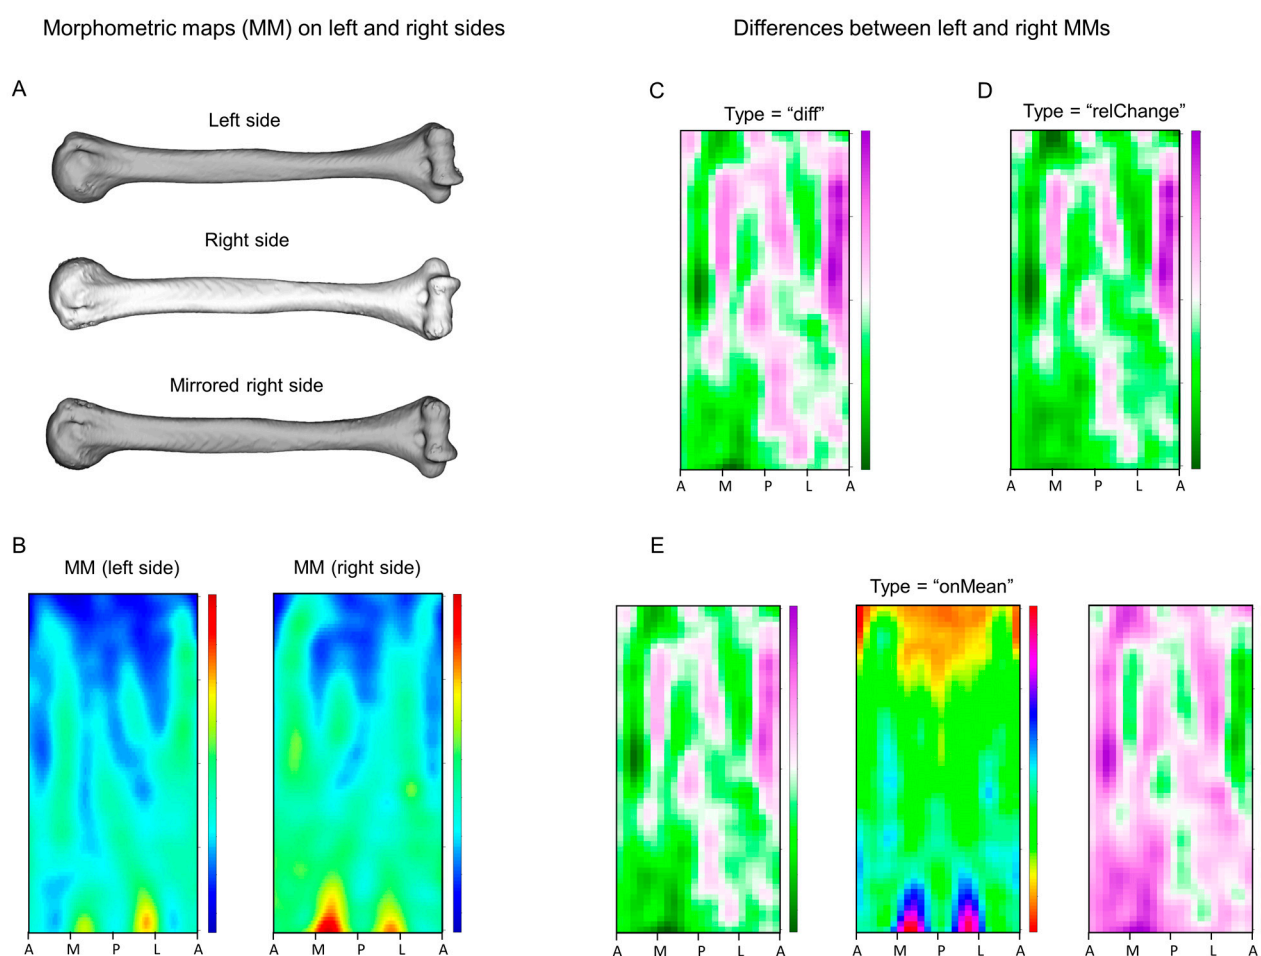 Morphometric maps (MM) on left and right sides
Differences between left and right MMs
A
Left side
Right side
Mirrored right side
B
MM (left side)
MM (right side)
A M P L A
A M P L A
C
Type = “diff”
A M P L A
D
Type = “relChange”
A M P L A
E
Type = “onMean”
A M P L A
A M P L A
A M P L A